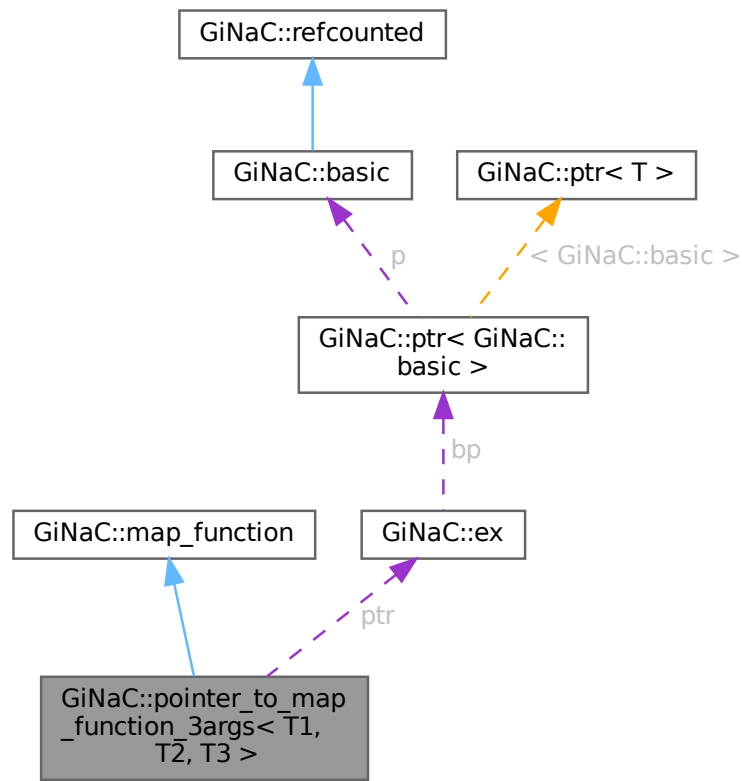 GiNaC::refcounted
GiNaC::basic
GiNaC::ptr< T >
p
< GiNaC::basic >
GiNaC::ptr< GiNaC::
basic >
bp
GiNaC::map_function
GiNaC::ex
ptr
GiNaC::pointer_to_map
_function_3args< T1,
T2, T3 >